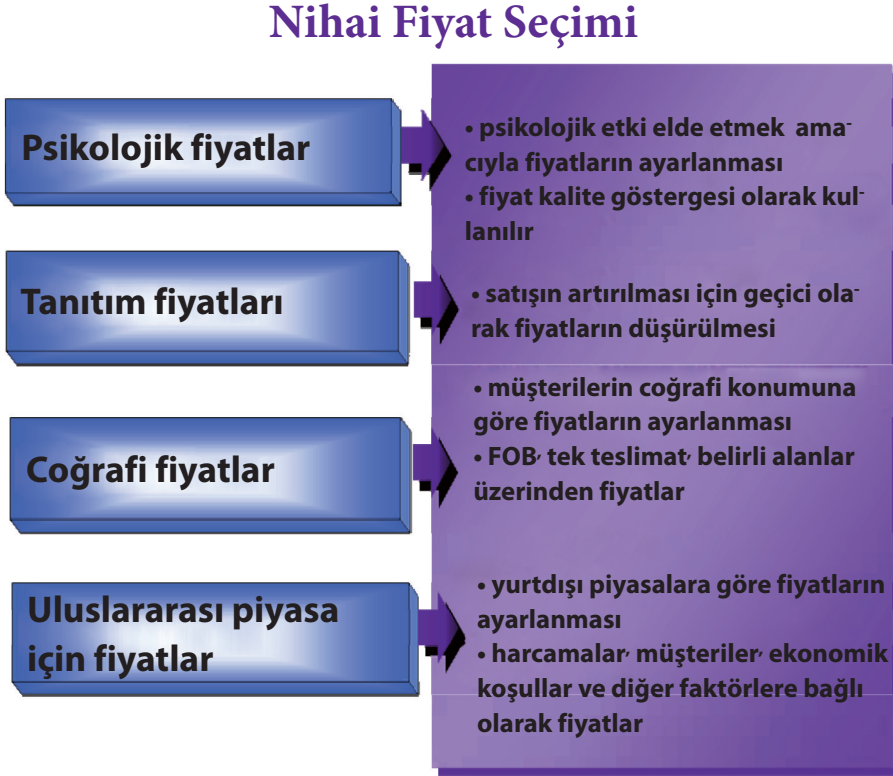 Nihai Fiyat Seçimi
Psikolojik fiyatlar
• psikolojik etki elde etmek ama-
cıyla fiyatların ayarlanması
• fiyat kalite göstergesi olarak kul-
lanılır
Tanıtım fiyatları
• satışın artırılması için geçici ola-
rak fiyatların düşürülmesi
Coğrafi fiyatlar
• müşterilerin coğrafi konumuna
göre fiyatların ayarlanması
• FOB, tek teslimat, belirli alanlar
üzerinden fiyatlar
Uluslararası piyasa
için fiyatlar
• yurtdışı piyasalara göre fiyatların
ayarlanması
• harcamalar, müşteriler, ekonomik
koşullar ve diğer faktörlere bağlı
olarak fiyatlar